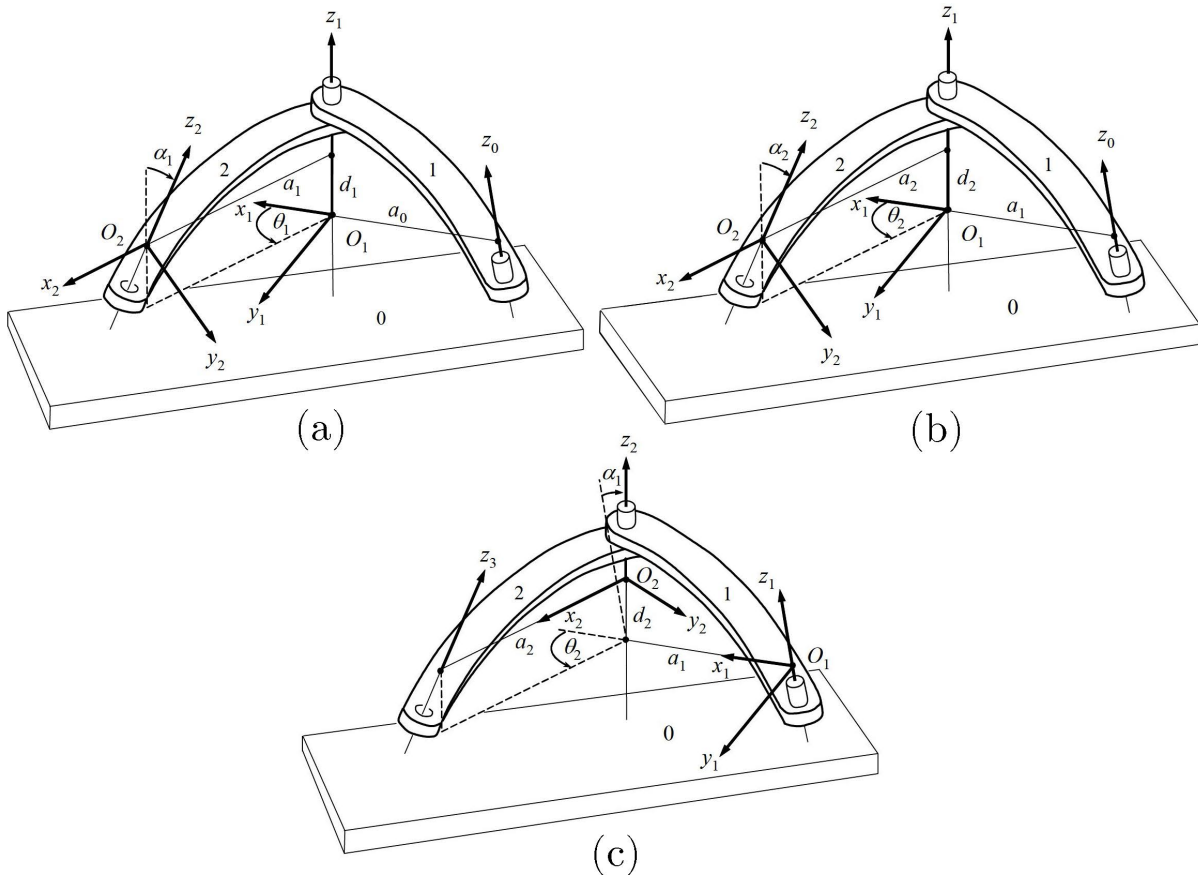 z₁
z₂
α₁
z₀
2
1
a₁
d₁
x₁
a₀
θ₁
O₂
O₁
x₂
y₁
0
y₂
(a)
z₁
z₂
α₂
z₀
2
1
a₂
d₂
x₁
a₁
θ₂
O₂
O₁
x₂
y₁
0
y₂
(b)
z₂
α₁
z₃
z₁
2
O₂
1
x₂
d₂
y₂
a₂
θ₂
a₁
x₁
O₁
0
y₁
(c)